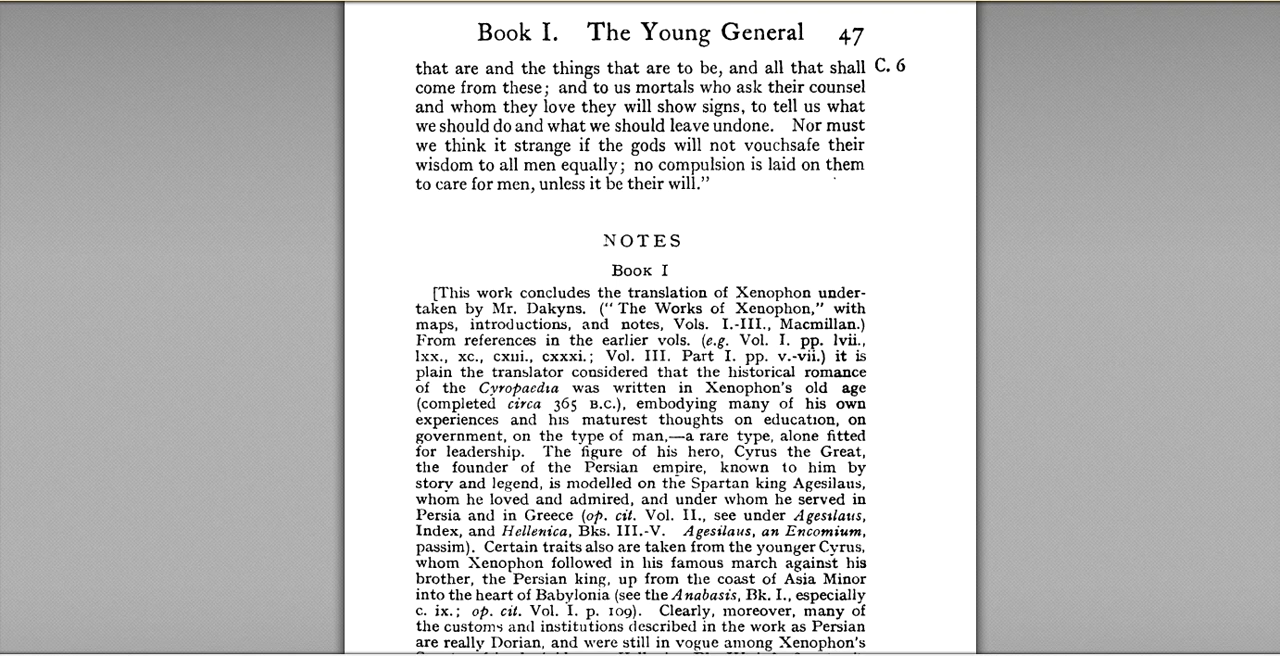 Book I. The Young General 47
that are and the things that are to be, and all that shall C. 6
come from these; and to us mortals who ask their counsel
and whom they love they will show signs, to tell us what
we should do and what we should leave undone. Nor must
we think it strange if the gods will not vouchsafe their
wisdom to all men equally; no compulsion is laid on them
to care for men, unless it be their will."
NOTES
Book I
[This work concludes the translation of Xenophon under-
taken by Mr. Dakyns. ("The Works of Xenophon," with
maps, introductions, and notes, Vols. I.-III., Macmillan.)
From references in the earlier vols. (e.g. Vol. I. pp. lvii.,
lxx., xc., cxiii., cxxxi.; Vol. III. Part I. pp. v.-vii.) it is
plain the translator considered that the historical romance
of the Cyropaedia was written in Xenophon's old age
(completed circa 365 B.C.), embodying many of his own
experiences and his maturest thoughts on education, on
government, on the type of man,—a rare type, alone fitted
for leadership. The figure of his hero, Cyrus the Great,
the founder of the Persian empire, known to him by
story and legend, is modelled on the Spartan king Agesilaus,
whom he loved and admired, and under whom he served in
Persia and in Greece (op. cit. Vol. II., see under Agesilaus,
Index, and Hellenica, Bks. III.-V. Agesilaus, an Encomium,
passim). Certain traits also are taken from the younger Cyrus,
whom Xenophon followed in his famous march against his
brother, the Persian king, up from the coast of Asia Minor
into the heart of Babylonia (see the Anabasis, Bk. I., especially
c. ix.; op. cit. Vol. I. p. 109). Clearly, moreover, many of
the customs and institutions described in the work as Persian
are really Dorian, and were still in vogue among Xenophon's